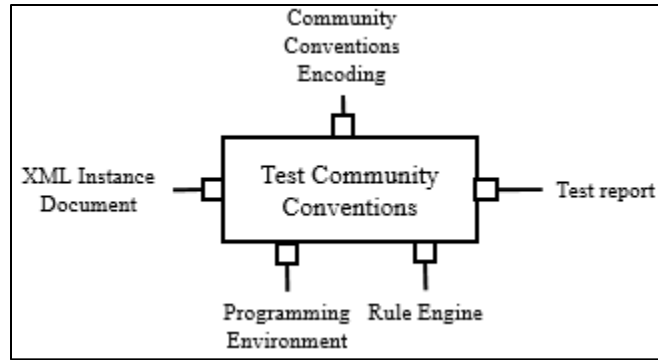 Community
Conventions
Encoding
XML Instance
Document
Test Community
Conventions
Test report
Programming
Environment
Rule Engine